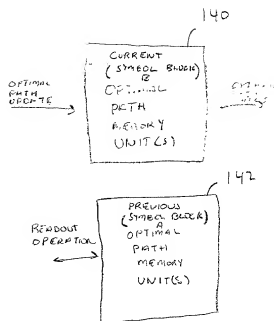 140
CURRENT
(SYMBOL BLOCK)
B
OPTIMAL
PATH
MEMORY
UNIT(S)
OPTIMAL
PATH
UPDATE
142
PREVIOUS
(SYMBOL BLOCK)
A
OPTIMAL
PATH
MEMORY
UNIT(S)
READOUT
OPERATION